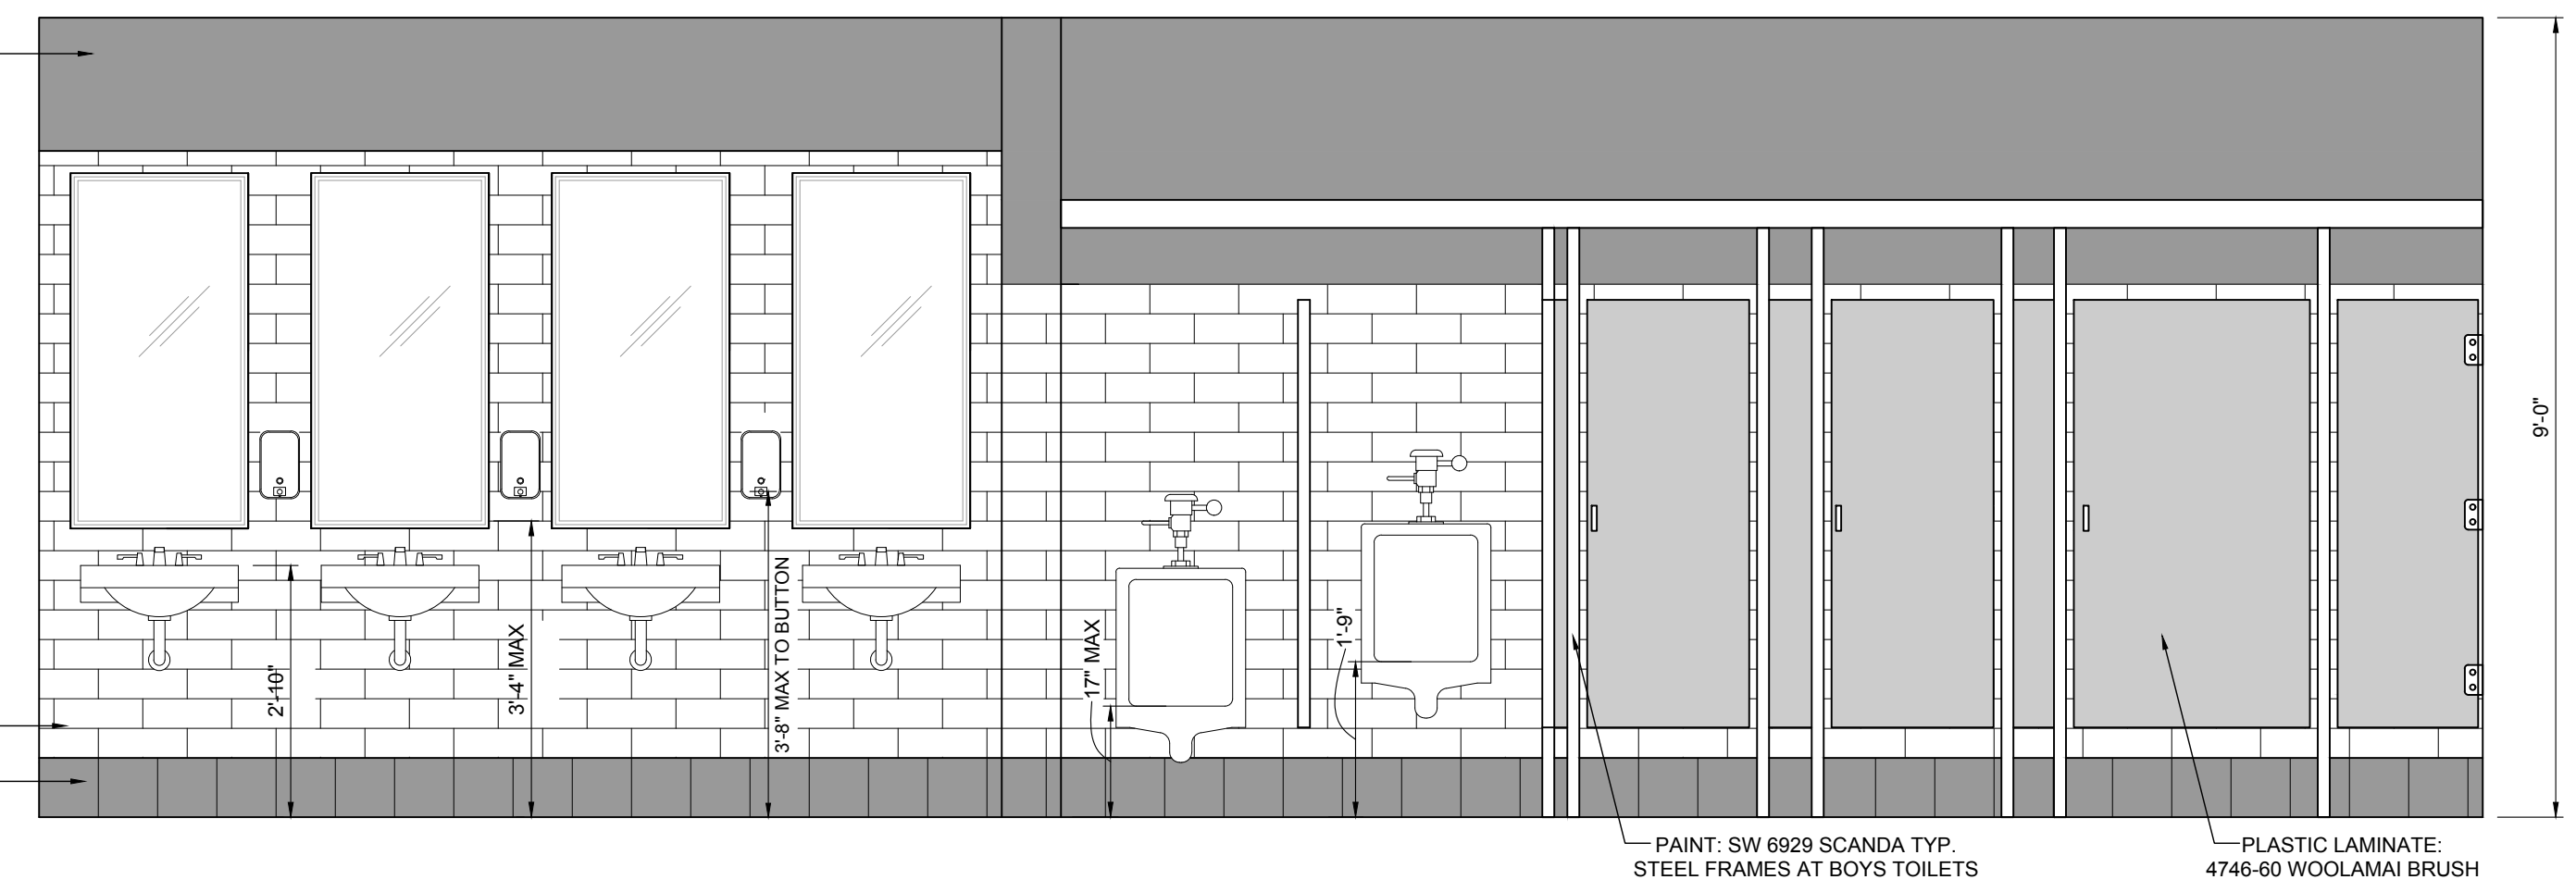 2'-10"
3'-4" MAX
3'-8" MAX TO BUTTON
17" MAX
1'-9"
9'-0"
PAINT: SW 6929 SCANDA TYP.
STEEL FRAMES AT BOYS TOILETS
PLASTIC LAMINATE:
4746-60 WOOLAMAI BRUSH